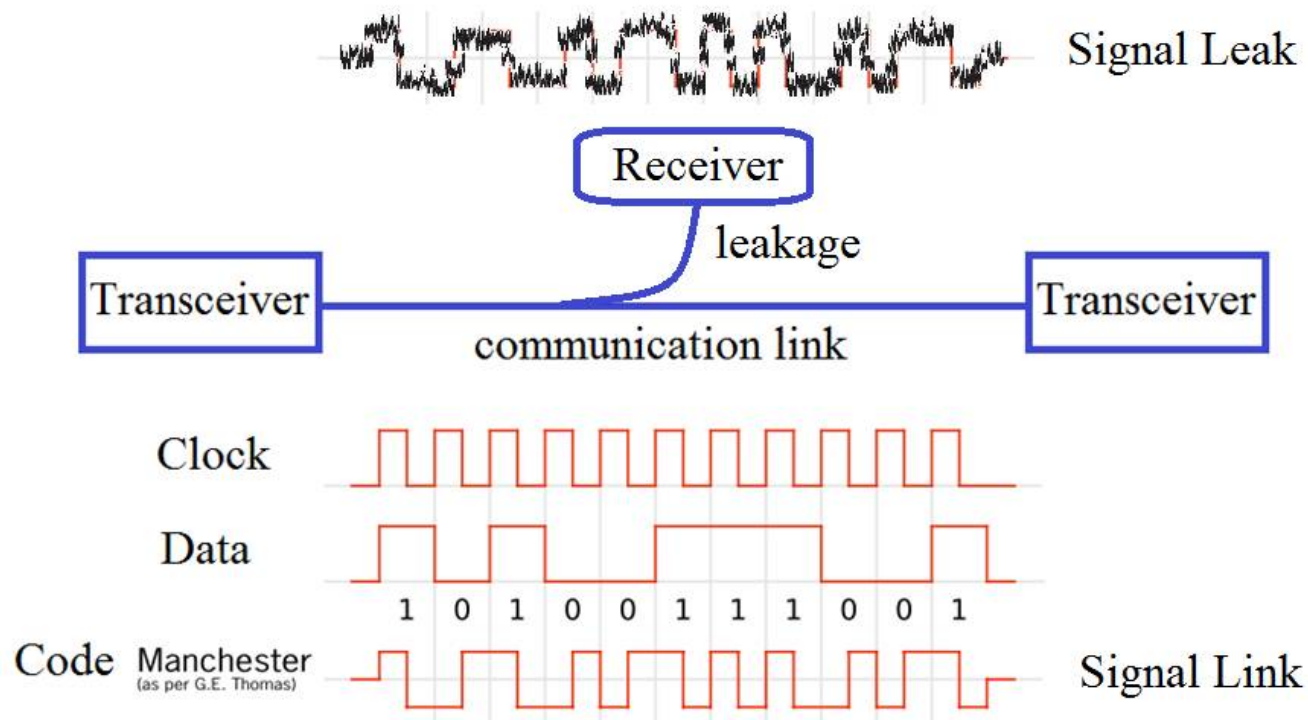 Signal Leak
Receiver
leakage
Transceiver
Transceiver
communication link
Clock
Data
1 0 1 0 0 1 1 1 0 0 1
Code Manchester
(as per G.E. Thomas)
Signal Link